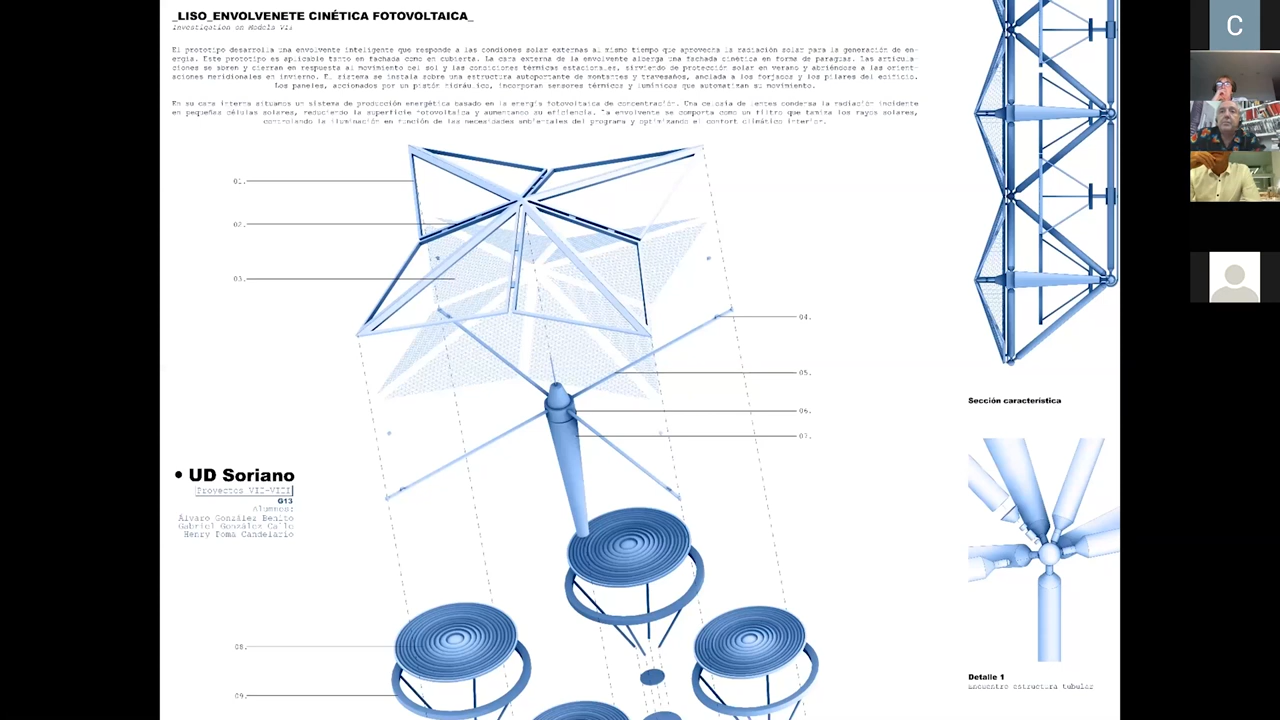 _LISO_ENVOLVENETE CINÉTICA FOTOVOLTAICA_
Investigation on Models VII
El prototipo desarrolla una envolvente inteligente que responde a las condiones solar externas al mismo tiempo que aprovecha la radiación solar para la generación de en-
ergía. Este prototipo es aplicable tanto en fachada como en cubierta. La cara externa de la envolvente alberga una fachada cinética en forma de paraguas. Las articula-
ciones se abren y cierran en respuesta al movimiento del sol y las condiciones térmicas estacionales, sirviendo de protección solar en verano y abriéndose a las orient-
aciones meridionales en invierno. El sistema se instala sobre una estructura autoportante de montantes y travesaños, anclada a los forjados y los pilares del edificio.
Los paneles, accionados por un pistón hidráulico, incorporan sensores térmicos y lumínicos que automatizan su movimiento.
En su cara interna situamos un sistema de producción energética basado en la energía fotovoltaica de concentración. Una celosía de lentes condensa la radiación incidente
en pequeñas células solares, reduciendo la superficie fotovoltaica y aumentando su eficiencia. La envolvente se comporta como un filtro que tamiza los rayos solares,
controlando la iluminación en función de las necesidades ambientales del programa y optimizando el confort climático interior.
C
01.
02.
03.
04.
05.
06.
07.
Sección característica
• UD Soriano
Proyectos VII-VIII
G13
Alumnos:
Álvaro González Benito
Gabriel González Callo
Henry Poma Candelario
08.
09.
Detalle 1
Encuentro estructura tubular